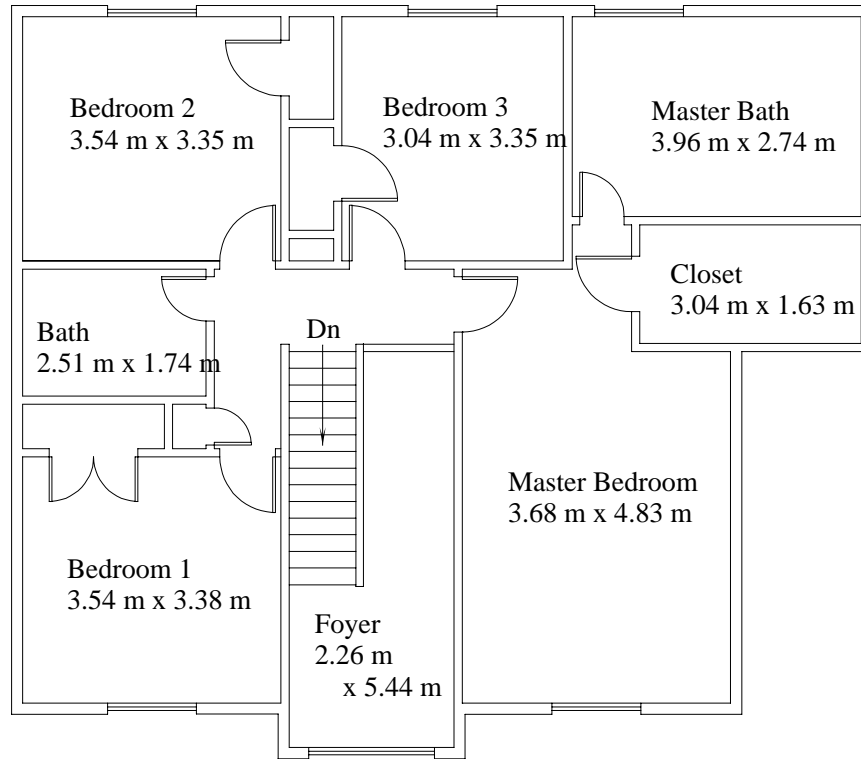 Bedroom 2
3.54 m x 3.35 m
Bedroom 3
3.04 m x 3.35 m
Master Bath
3.96 m x 2.74 m
Closet
3.04 m x 1.63 m
Bath
2.51 m x 1.74 m
Dn
Master Bedroom
3.68 m x 4.83 m
Bedroom 1
3.54 m x 3.38 m
Foyer
2.26 m
x 5.44 m